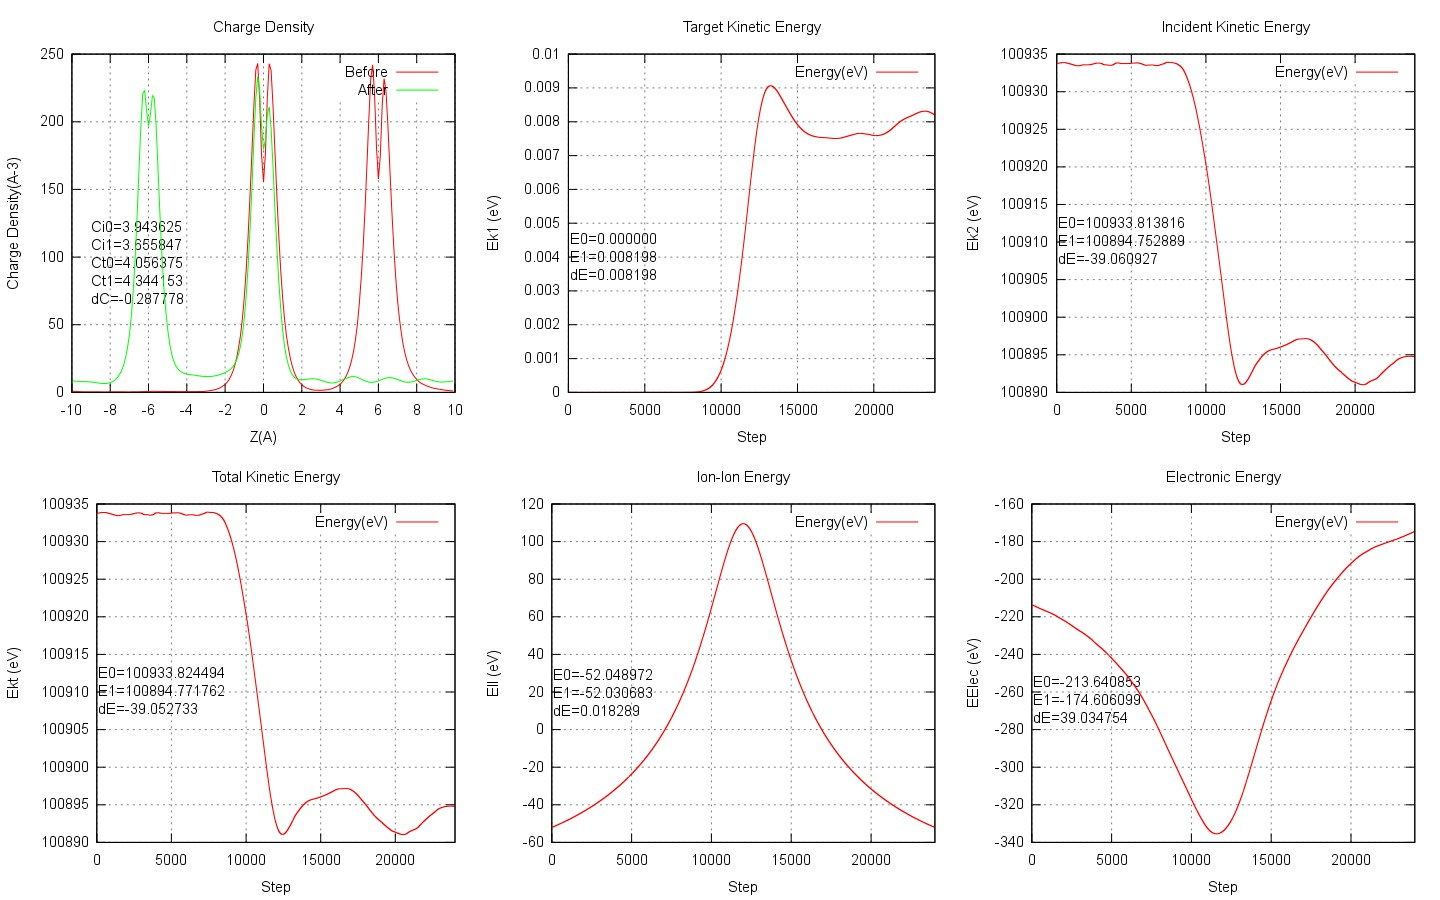 Charge Density
Charge Density(A-3)
250
200
150
100
50
0
Before
After
Ci0=3.943625
Ci1=3.655847
Ct0=4.056375
Ct1=4.344153
dC=-0.287778
-10 -8 -6 -4 -2 0 2 4 6 8 10
Z(A)
Target Kinetic Energy
Ek1 (eV)
0.01
0.009
0.008
0.007
0.006
0.005
0.004
0.003
0.002
0.001
0
Energy(eV)
E0=0.000000
E1=0.008198
dE=0.008198
0 5000 10000 15000 20000
Step
Incident Kinetic Energy
Ek2 (eV)
100935
100930
100925
100920
100915
100910
100905
100900
100895
100890
Energy(eV)
E0=100933.813816
E1=100894.752889
dE=-39.060927
0 5000 10000 15000 20000
Step
Total Kinetic Energy
Ekt (eV)
100935
100930
100925
100920
100915
100910
100905
100900
100895
100890
Energy(eV)
E0=100933.824494
E1=100894.771762
dE=-39.052733
0 5000 10000 15000 20000
Step
Ion-Ion Energy
EII (eV)
120
100
80
60
40
20
0
-20
-40
-60
Energy(eV)
E0=-52.048972
E1=-52.030683
dE=0.018289
0 5000 10000 15000 20000
Step
Electronic Energy
EElec (eV)
-160
-180
-200
-220
-240
-260
-280
-300
-320
-340
Energy(eV)
E0=-213.640853
E1=-174.606099
dE=39.034754
0 5000 10000 15000 20000
Step